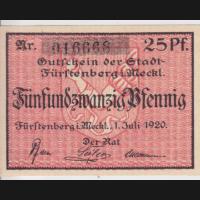 Nr. 016668 25 Pf.
Gutschein der Stadt
Fürstenberg i. Meckl.
Fünfundzwanzig Pfennig
Fürstenberg i. Meckl., 1. Juli 1920.
Der Rat